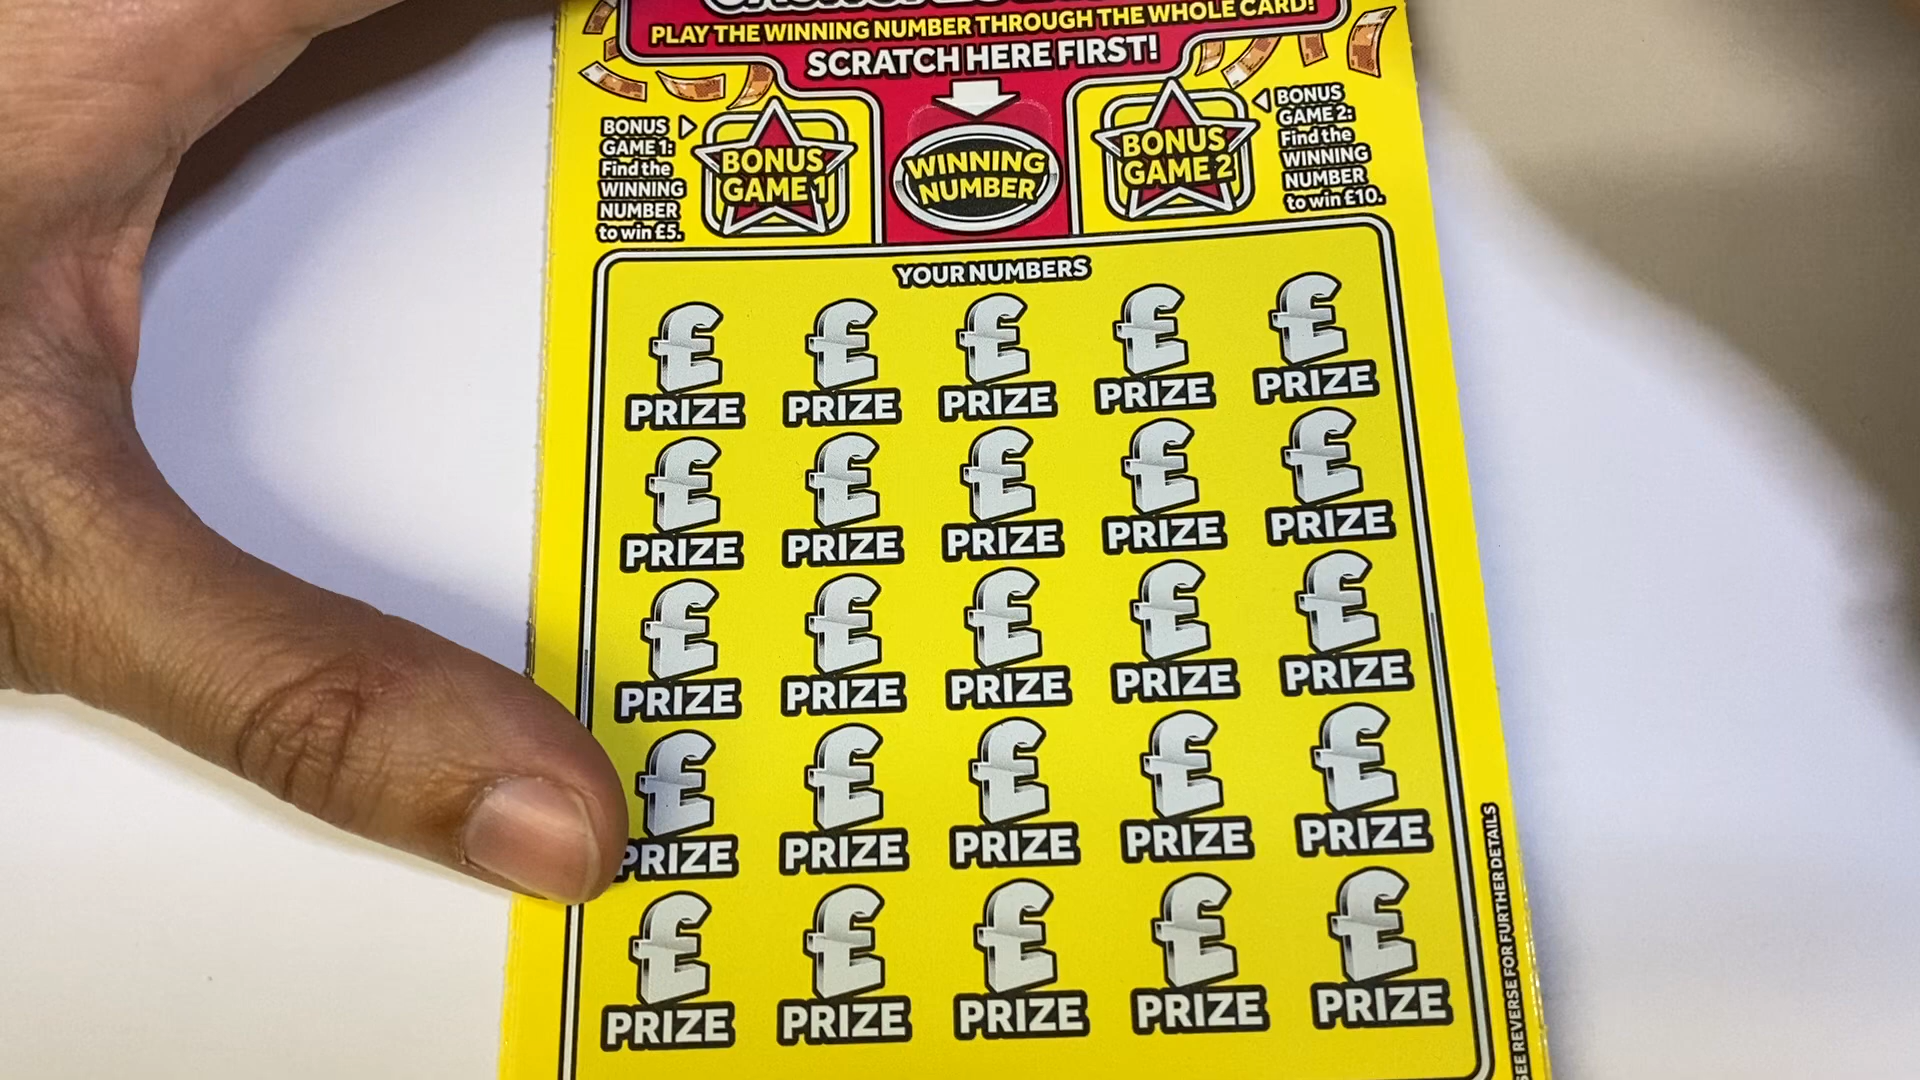 PLAY THE WINNING NUMBER THROUGH THE WHOLE CARD!
SCRATCH HERE FIRST!
BONUS
GAME 1:
Find the
WINNING
NUMBER
to win £5.
BONUS
GAME 1
WINNING
NUMBER
BONUS
GAME 2
BONUS
GAME 2:
Find the
WINNING
NUMBER
to win £10.
YOUR NUMBERS
£ £ £ £ £
PRIZE PRIZE PRIZE PRIZE PRIZE
£ £ £ £ £
PRIZE PRIZE PRIZE PRIZE PRIZE
£ £ £ £ £
PRIZE PRIZE PRIZE PRIZE PRIZE
£ £ £ £ £
PRIZE PRIZE PRIZE PRIZE PRIZE
£ £ £ £ £
PRIZE PRIZE PRIZE PRIZE PRIZE
SEE REVERSE FOR FURTHER DETAILS